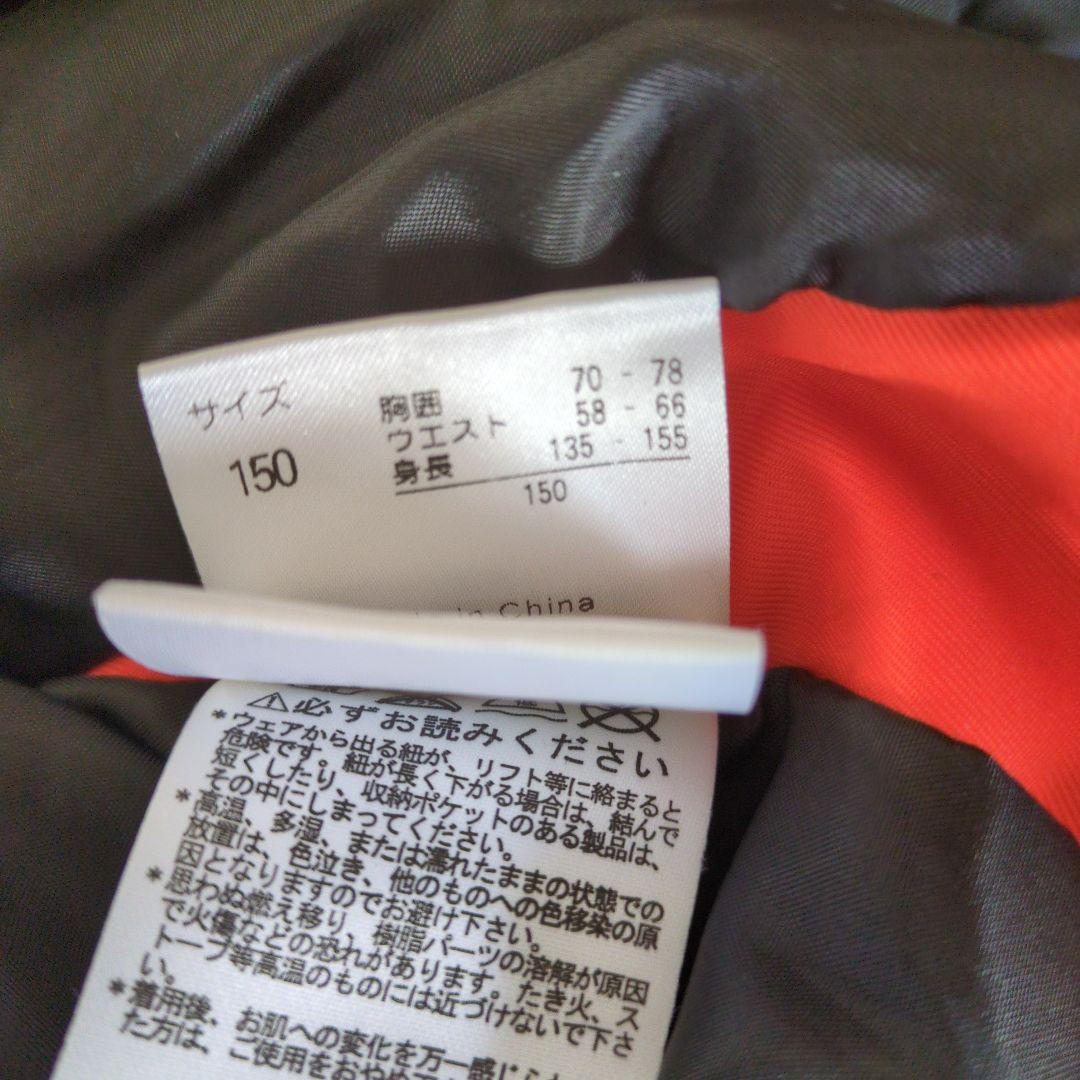 サイズ
150
胸囲 70 - 78
ウエスト 58 - 66
身長 135 - 155
150
in China
⚠必ずお読みください
*ウェアから出る紐が、リフト等に絡まると
危険です。紐が長く下がる場合は、結んで
短くしたり、収納ポケットのある製品は、
その中にしまってください。
*高温、多湿、または濡れたままの状態での
放置は、色泣き、他のものへの色移染の原
因となりますのでお避け下さい。
*思わぬ燃え移り、樹脂パーツの溶解が原因
で火傷などの恐れがあります。たき火、ス
トーブ等高温のものには近づけないで下さ
い。
*着用後、お肌への変化を万一感じられ
た方は、ご使用をおやめ